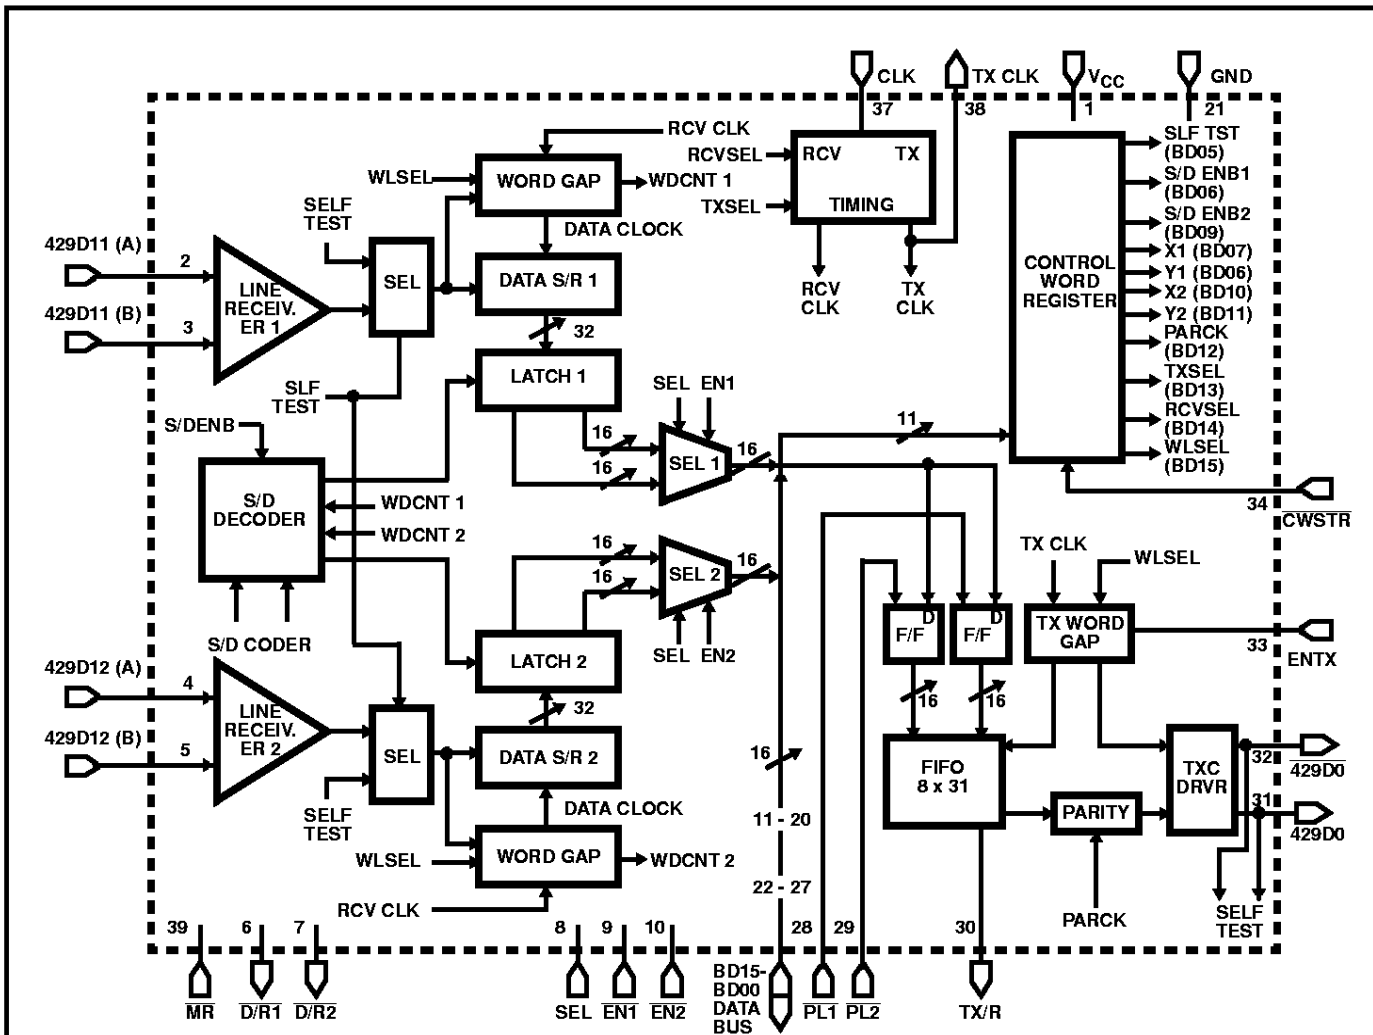 CLK
TX CLK
VCC
GND
37
38
1
21
RCV CLK
RCVSEL
RCV
TX
TIMING
TXSEL
RCV
CLK
TX
CLK
WLSEL
WORD GAP
WDCNT 1
DATA CLOCK
SELF
TEST
429D11 (A)
2
429D11 (B)
3
LINE
RECEIV.
ER 1
SEL
DATA S/R 1
32
LATCH 1
SLF
TEST
S/DENB
S/D
DECODER
WDCNT 1
WDCNT 2
S/D CODER
16
16
SEL
EN1
SEL 1
16
11
16
16
SEL 2
16
SEL
EN2
CONTROL
WORD
REGISTER
SLF TST
(BD05)
S/D ENB1
(BD06)
S/D ENB2
(BD09)
X1 (BD07)
Y1 (BD06)
X2 (BD10)
Y2 (BD11)
PARCK
(BD12)
TXSEL
(BD13)
RCVSEL
(BD14)
WLSEL
(BD15)
34
CWSTR
TX CLK
WLSEL
D
F/F
D
F/F
TX WORD
GAP
33
ENTX
16
16
FIFO
8 x 31
PARITY
TXC
DRVR
32
429D0
31
429D0
PARCK
SELF
TEST
429D12 (A)
4
429D12 (B)
5
LINE
RECEIV.
ER 2
SEL
SELF
TEST
LATCH 2
32
DATA S/R 2
DATA CLOCK
WLSEL
WORD GAP
WDCNT 2
RCV CLK
16
11 - 20
22 - 27
39
6
7
8
9
10
28
29
30
MR
D/R1
D/R2
SEL
EN1
EN2
BD15-
BD00
DATA
BUS
PL1
PL2
TX/R